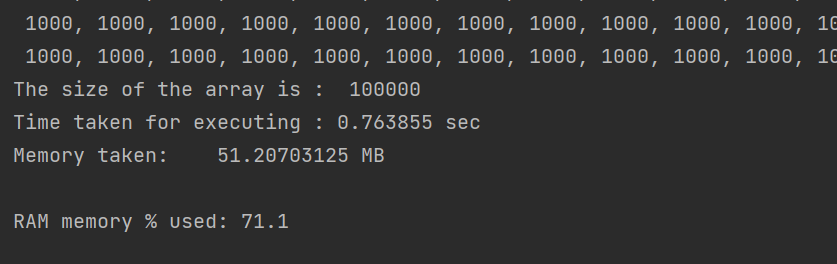 1000, 1000, 1000, 1000, 1000, 1000, 1000, 1000, 1000, 1000, 1000,
1000, 1000, 1000, 1000, 1000, 1000, 1000, 1000, 1000, 1000, 1000,
The size of the array is :  100000
Time taken for executing : 0.763855 sec
Memory taken:    51.20703125 MB
RAM memory % used: 71.1